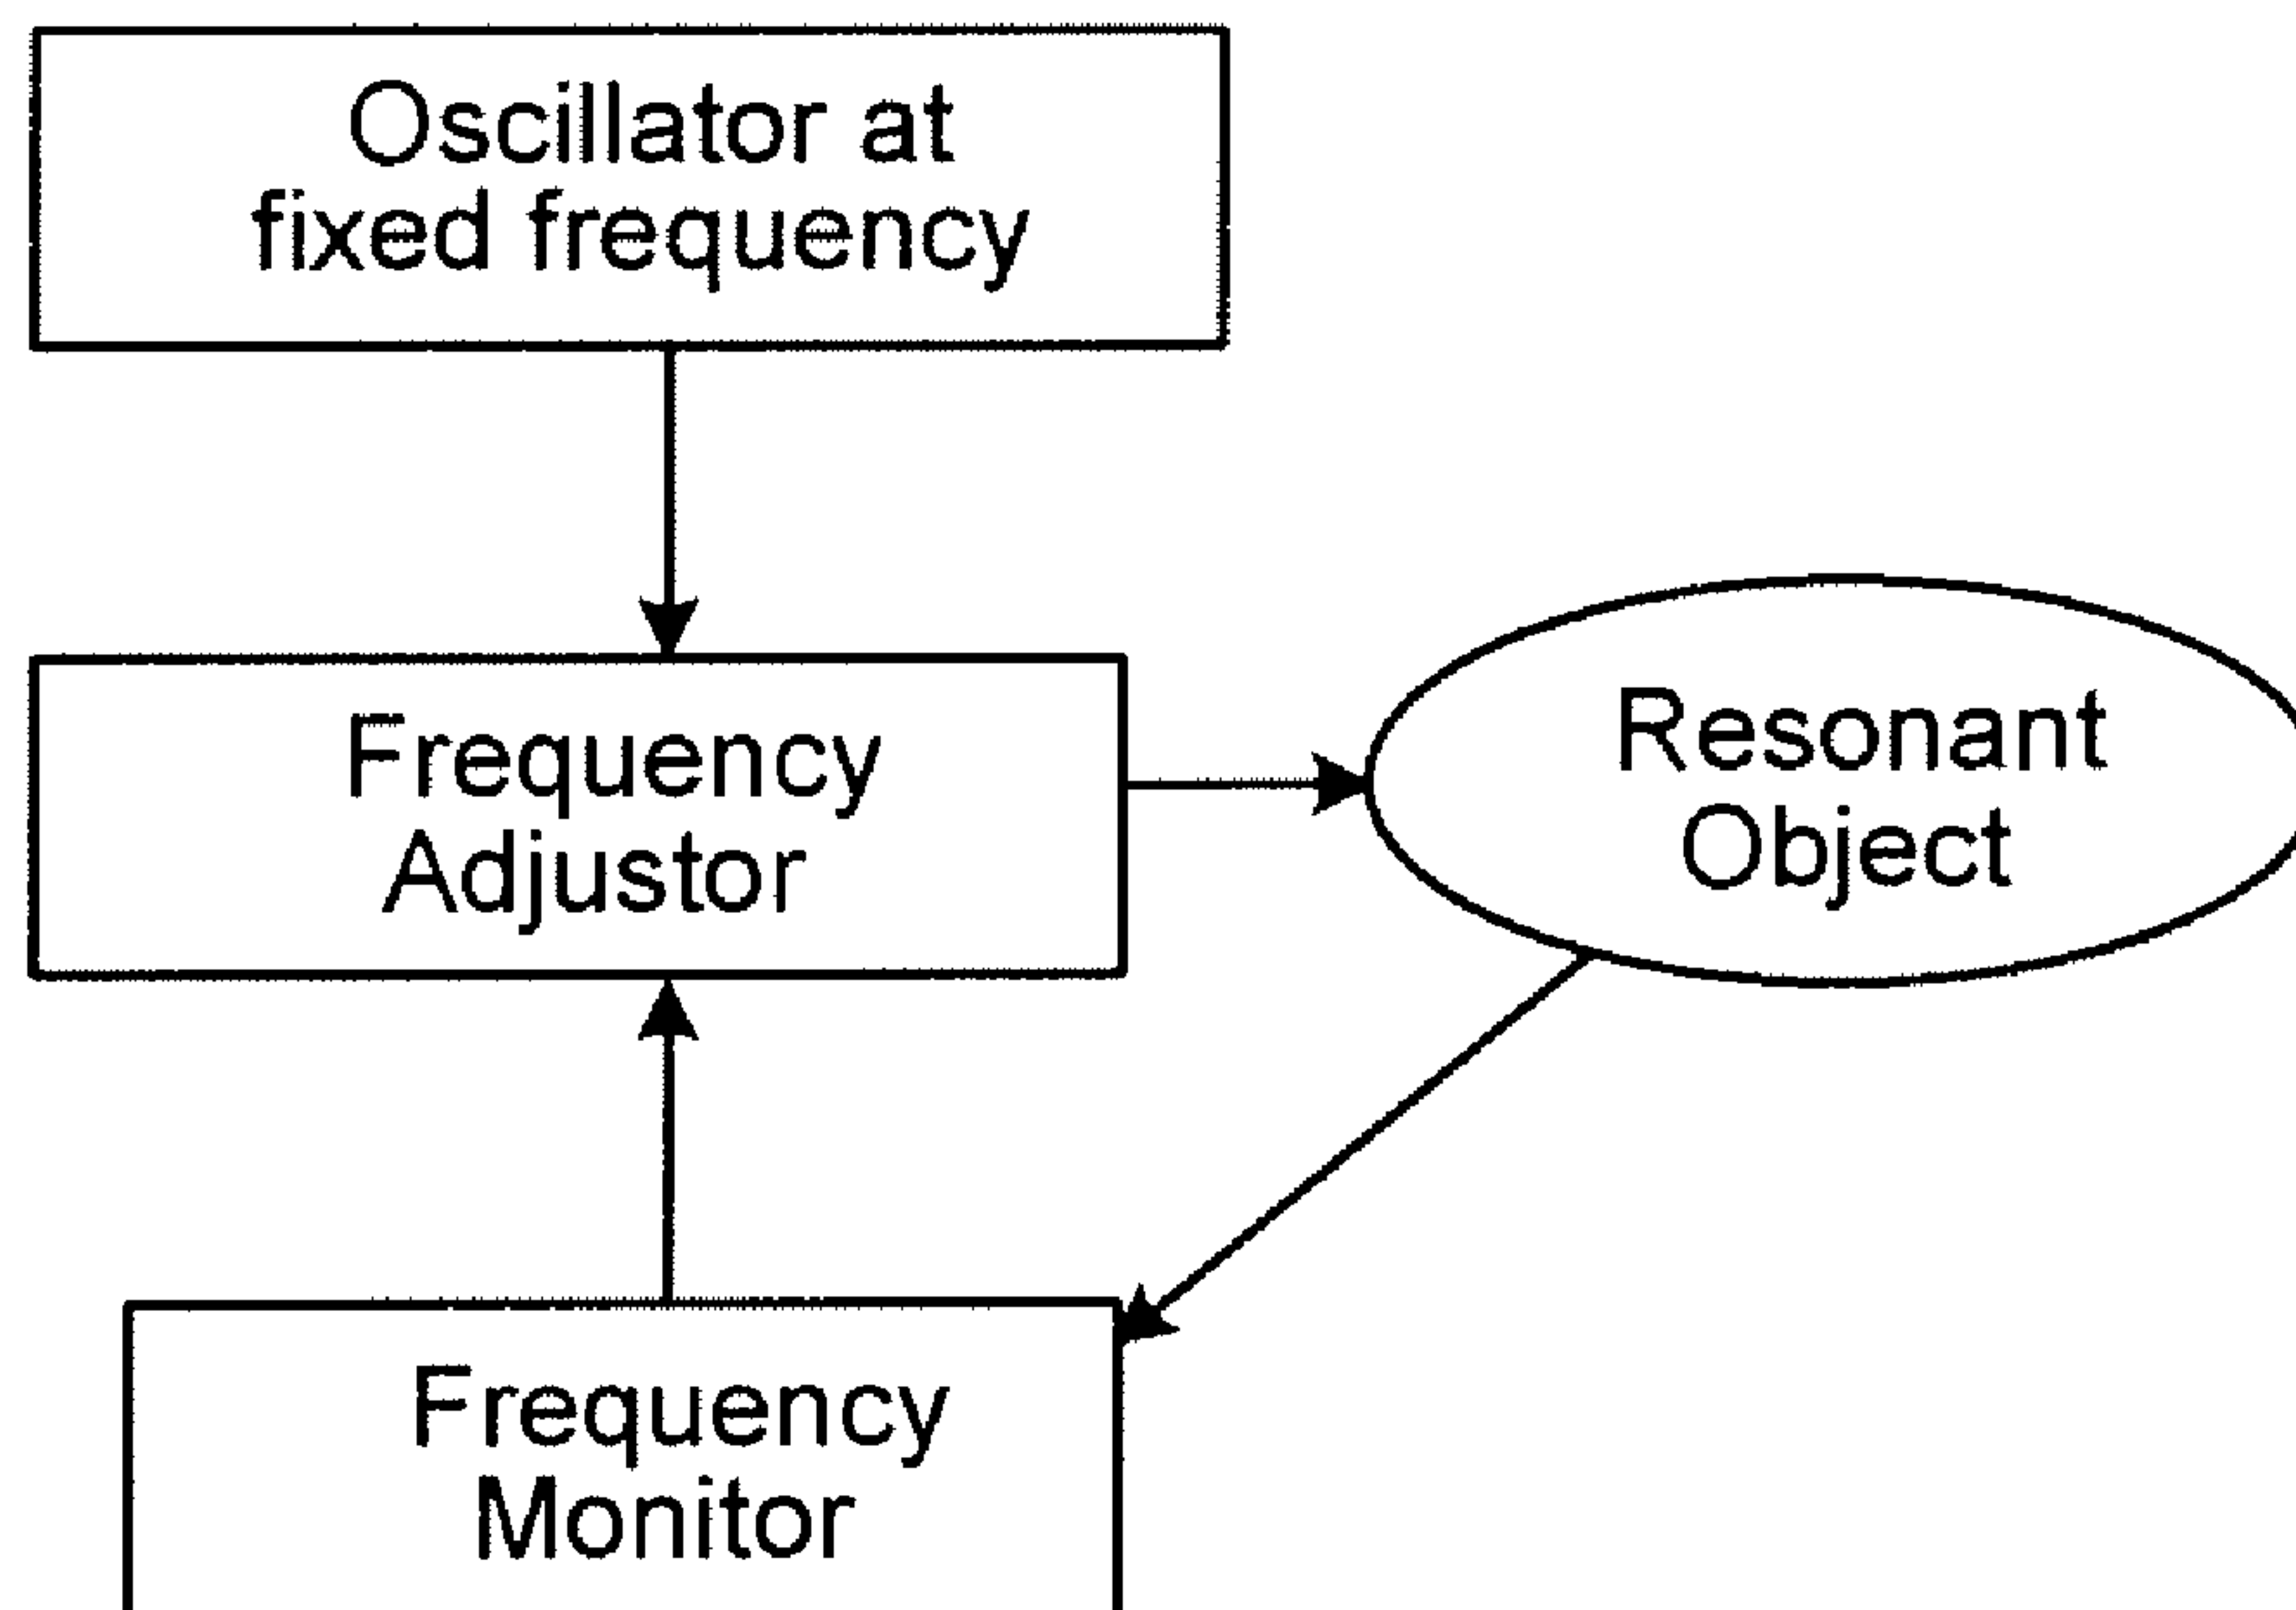 Oscillator at
fixed frequency
Frequency
Adjustor
Resonant
Object
Frequency
Monitor